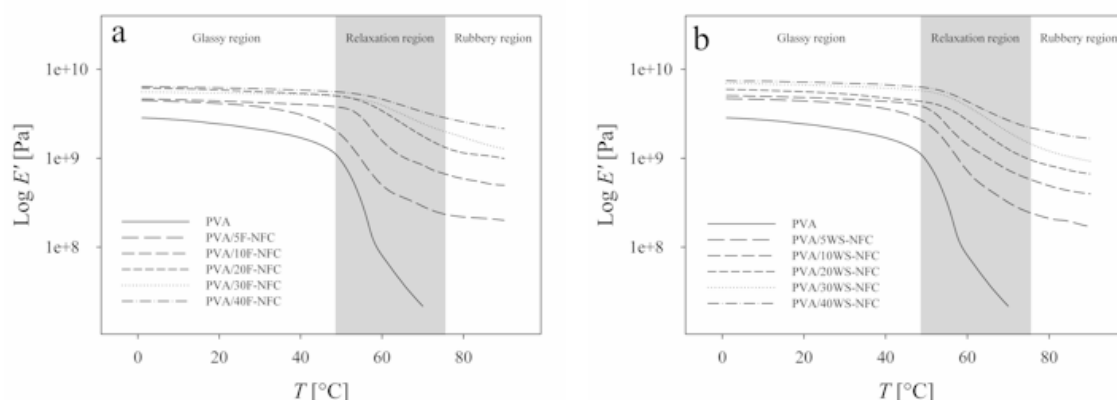 a
Glassy region
Relaxation region
Rubbery region
1e+10
1e+9
1e+8
Log E' [Pa]
PVA
PVA/5F-NFC
PVA/10F-NFC
PVA/20F-NFC
PVA/30F-NFC
PVA/40F-NFC
0 20 40 60 80
T [°C]
b
Glassy region
Relaxation region
Rubbery region
1e+10
1e+9
1e+8
Log E' [Pa]
PVA
PVA/5WS-NFC
PVA/10WS-NFC
PVA/20WS-NFC
PVA/30WS-NFC
PVA/40WS-NFC
0 20 40 60 80
T [°C]